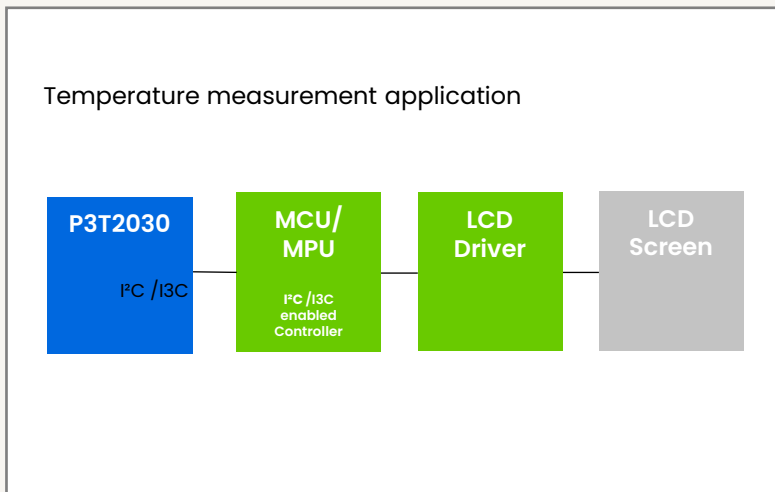 Temperature measurement application
P3T2030
I²C /I3C
MCU/
MPU
I²C /I3C
enabled
Controller
LCD
Driver
LCD
Screen